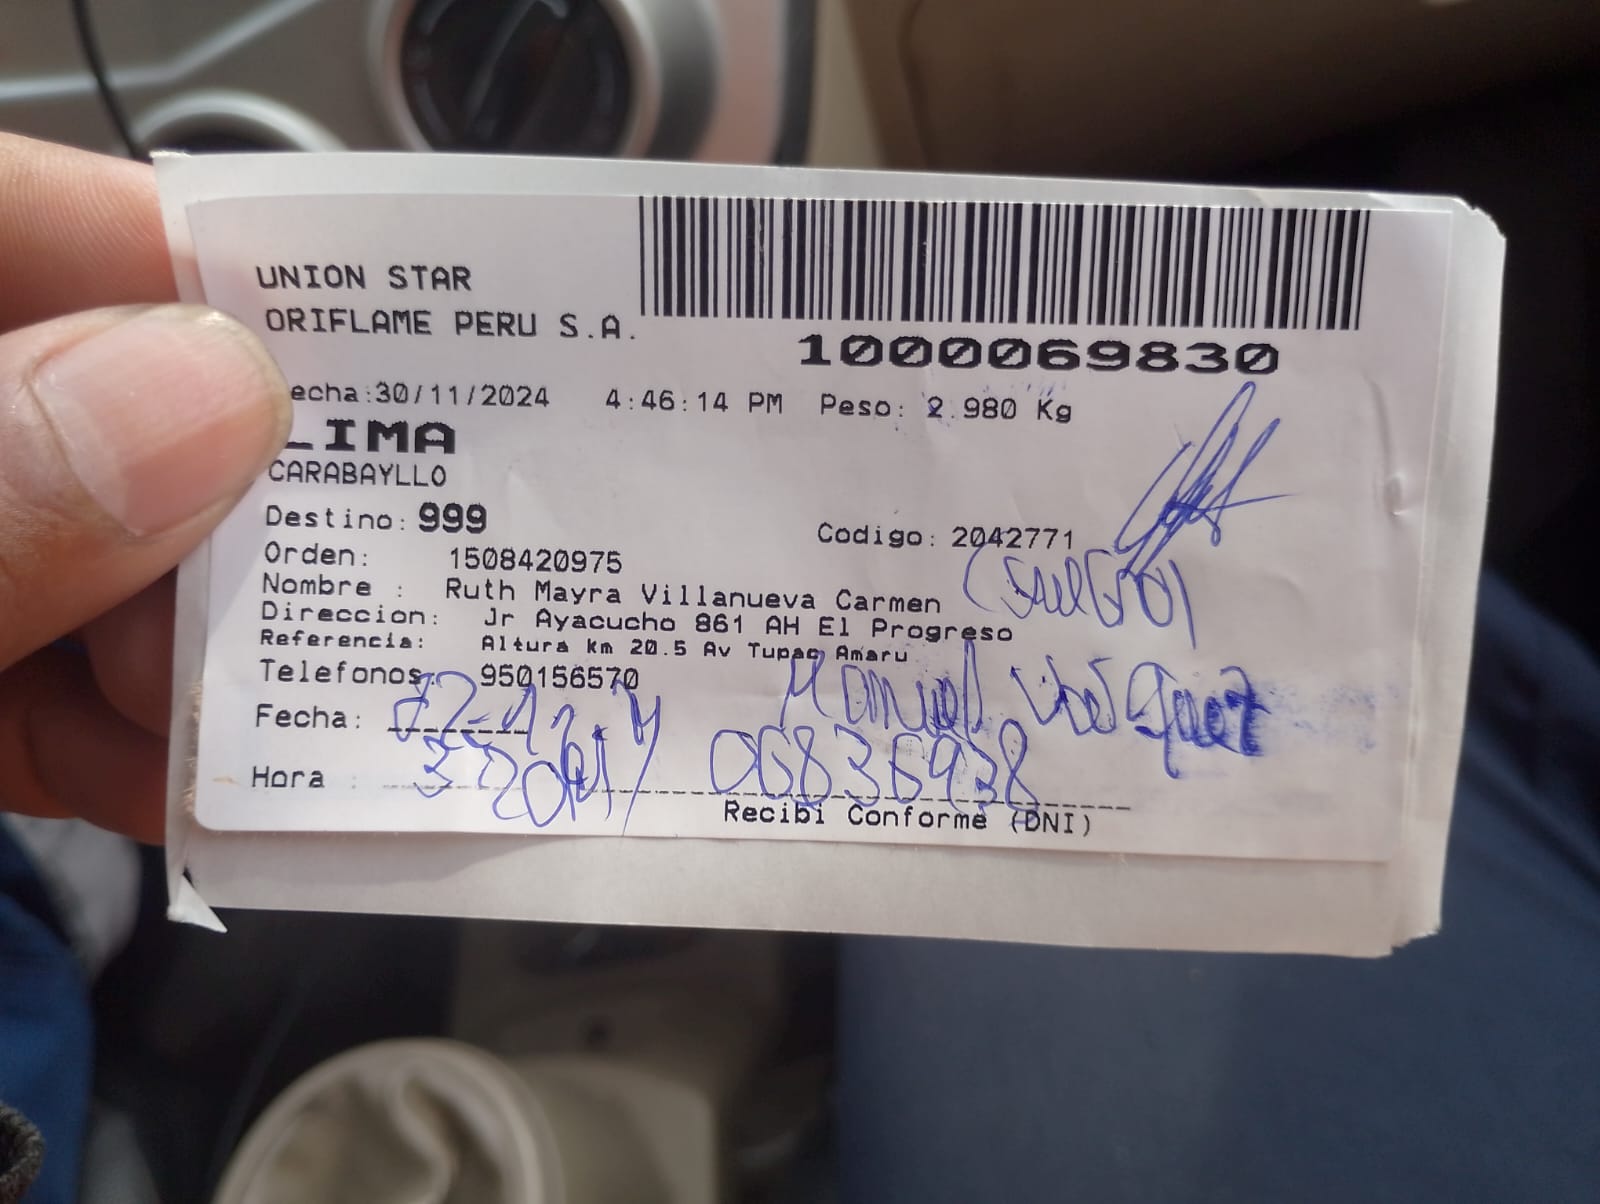 UNION STAR
ORIFLAME PERU S.A.
1000069830
echa:30/11/2024 4:46:14 PM Peso: 2.980 Kg
LIMA
CARABAYLLO
Destino: 999 Codigo: 2042771
Orden: 1508420975
Nombre : Ruth Mayra Villanueva Carmen
(Suegro)
Direccion: Jr Ayacucho 861 AH El Progreso
Referencia: Altura km 20.5 Av Tupac Amaru
Telefonos: 950156570
Manuel
Fecha:
06836938
Hora :
Recibi Conforme (DNI)